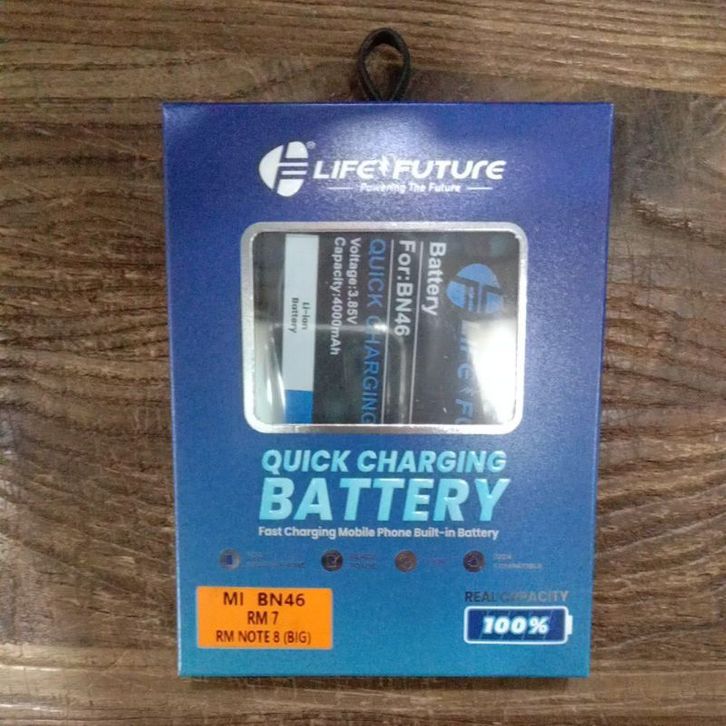 LIFE FUTURE
Powering The Future
LIFE FU
Battery
For:BN46
QUICK CHARGING
Voltage:3.85V
Capacity:4000mAh
Li-ion
Battery
QUICK CHARGING
BATTERY
Fast Charging Mobile Phone Built-in Battery
MI BN46
RM 7
RM NOTE 8 (BIG)
REAL CAPACITY
100%